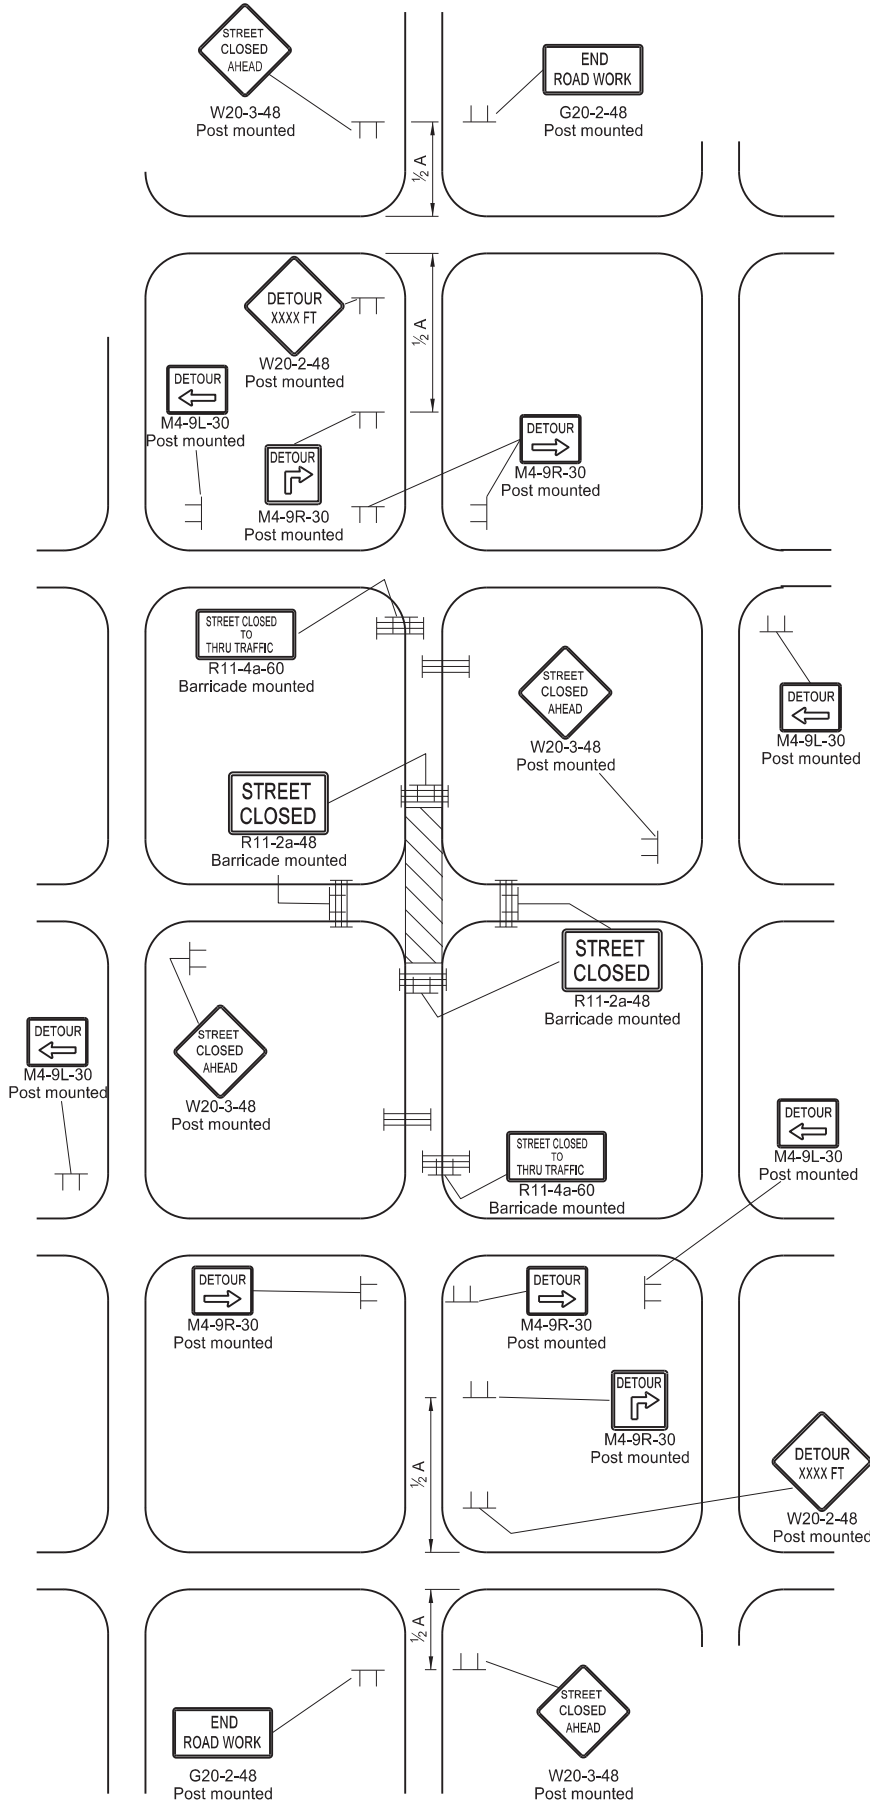 STREET
CLOSED
AHEAD
W20-3-48
Post mounted
END
ROAD WORK
G20-2-48
Post mounted
½ A
DETOUR
XXXX FT
W20-2-48
Post mounted
½ A
DETOUR
M4-9L-30
Post mounted
DETOUR
M4-9R-30
Post mounted
DETOUR
M4-9R-30
Post mounted
STREET CLOSED
TO
THRU TRAFFIC
R11-4a-60
Barricade mounted
STREET
CLOSED
AHEAD
W20-3-48
Post mounted
DETOUR
M4-9L-30
Post mounted
STREET
CLOSED
R11-2a-48
Barricade mounted
STREET
CLOSED
R11-2a-48
Barricade mounted
DETOUR
M4-9L-30
Post mounted
STREET
CLOSED
AHEAD
W20-3-48
Post mounted
DETOUR
M4-9L-30
Post mounted
STREET CLOSED
TO
THRU TRAFFIC
R11-4a-60
Barricade mounted
DETOUR
M4-9R-30
Post mounted
DETOUR
M4-9R-30
Post mounted
DETOUR
M4-9R-30
Post mounted
½ A
DETOUR
XXXX FT
W20-2-48
Post mounted
½ A
END
ROAD WORK
G20-2-48
Post mounted
STREET
CLOSED
AHEAD
W20-3-48
Post mounted